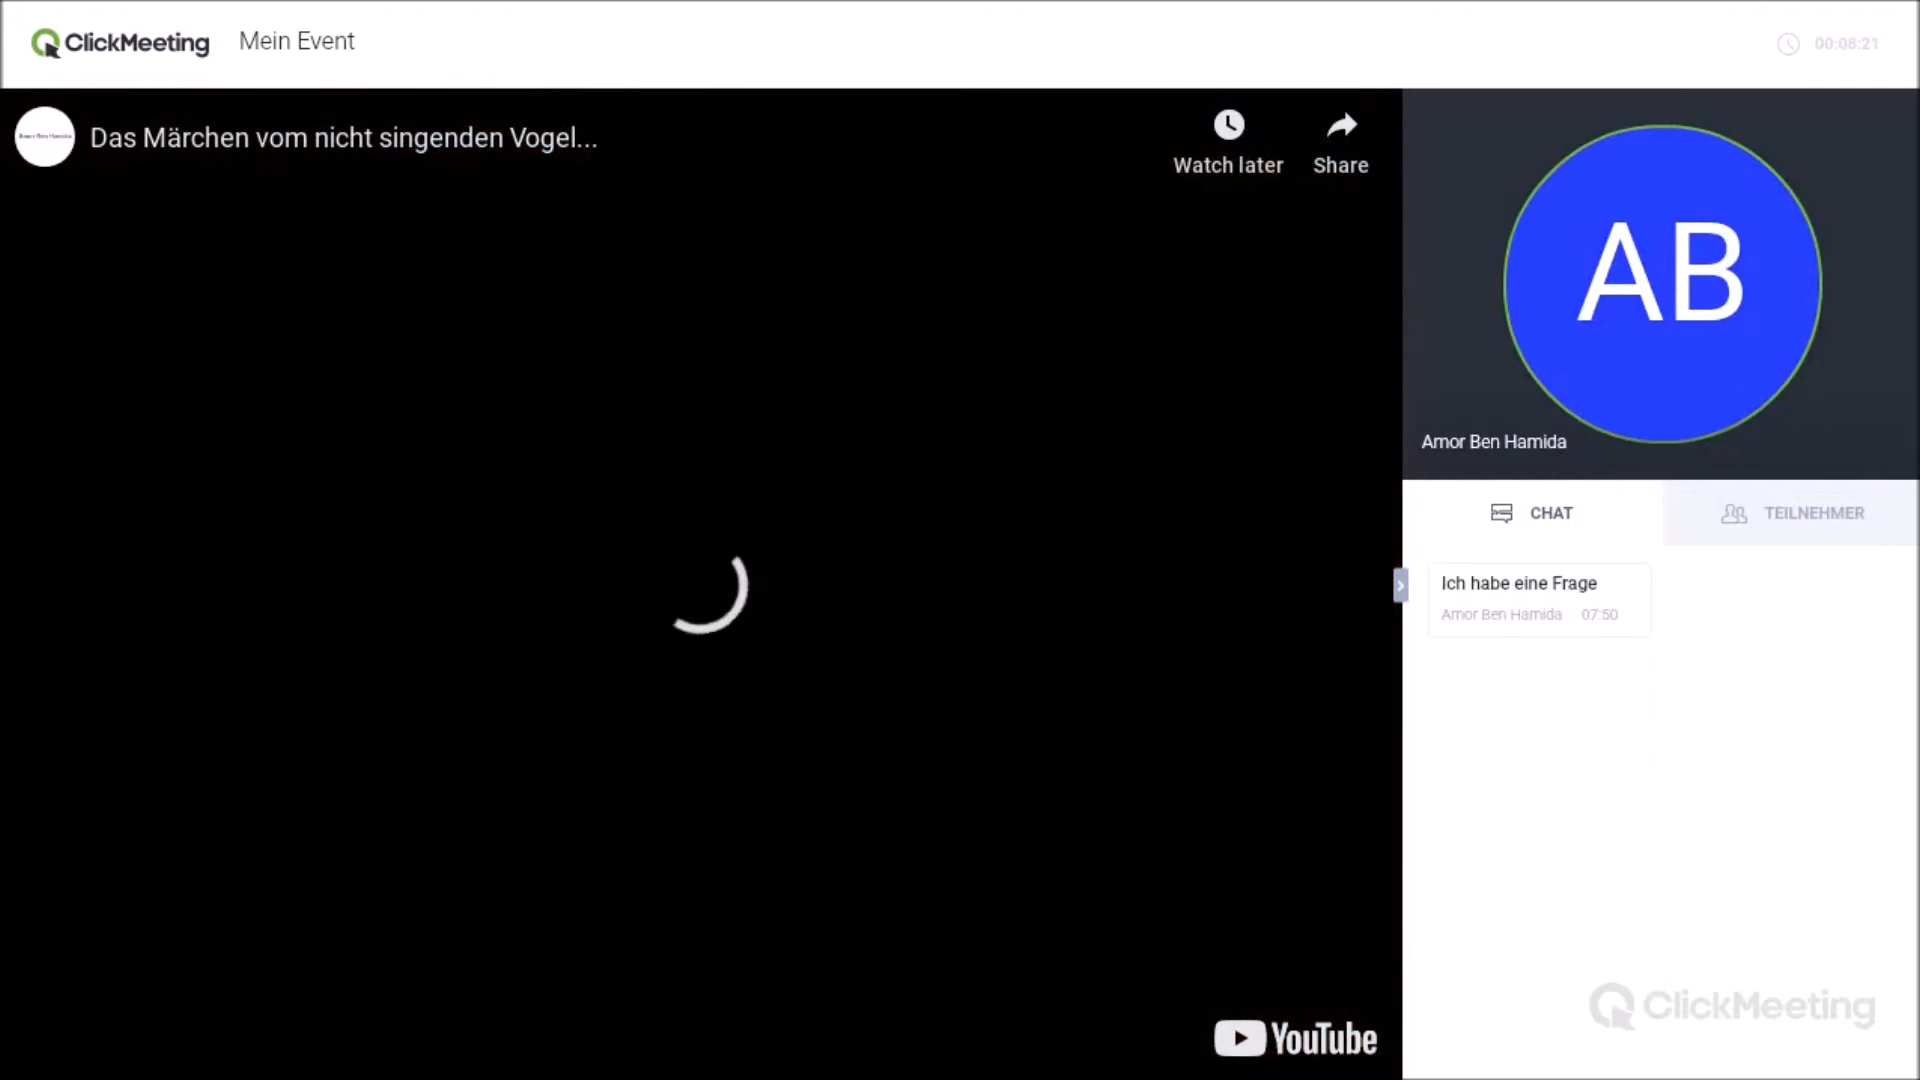 ClickMeeting Mein Event
00:08:21
Das Märchen vom nicht singenden Vogel...
Watch later
Share
AB
Amor Ben Hamida
CHAT
TEILNEHMER
Ich habe eine Frage
Amor Ben Hamida 07:50
ClickMeeting
YouTube